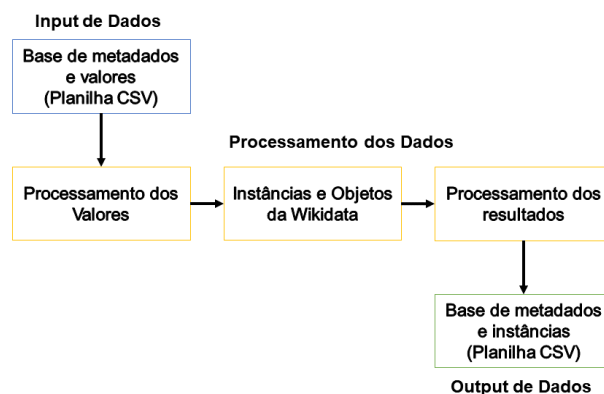 Input de Dados
Base de metadados
e valores
(Planilha CSV)
Processamento dos Dados
Processamento dos
Valores
Instâncias e Objetos
da Wikidata
Processamento dos
resultados
Base de metadados
e instâncias
(Planilha CSV)
Output de Dados